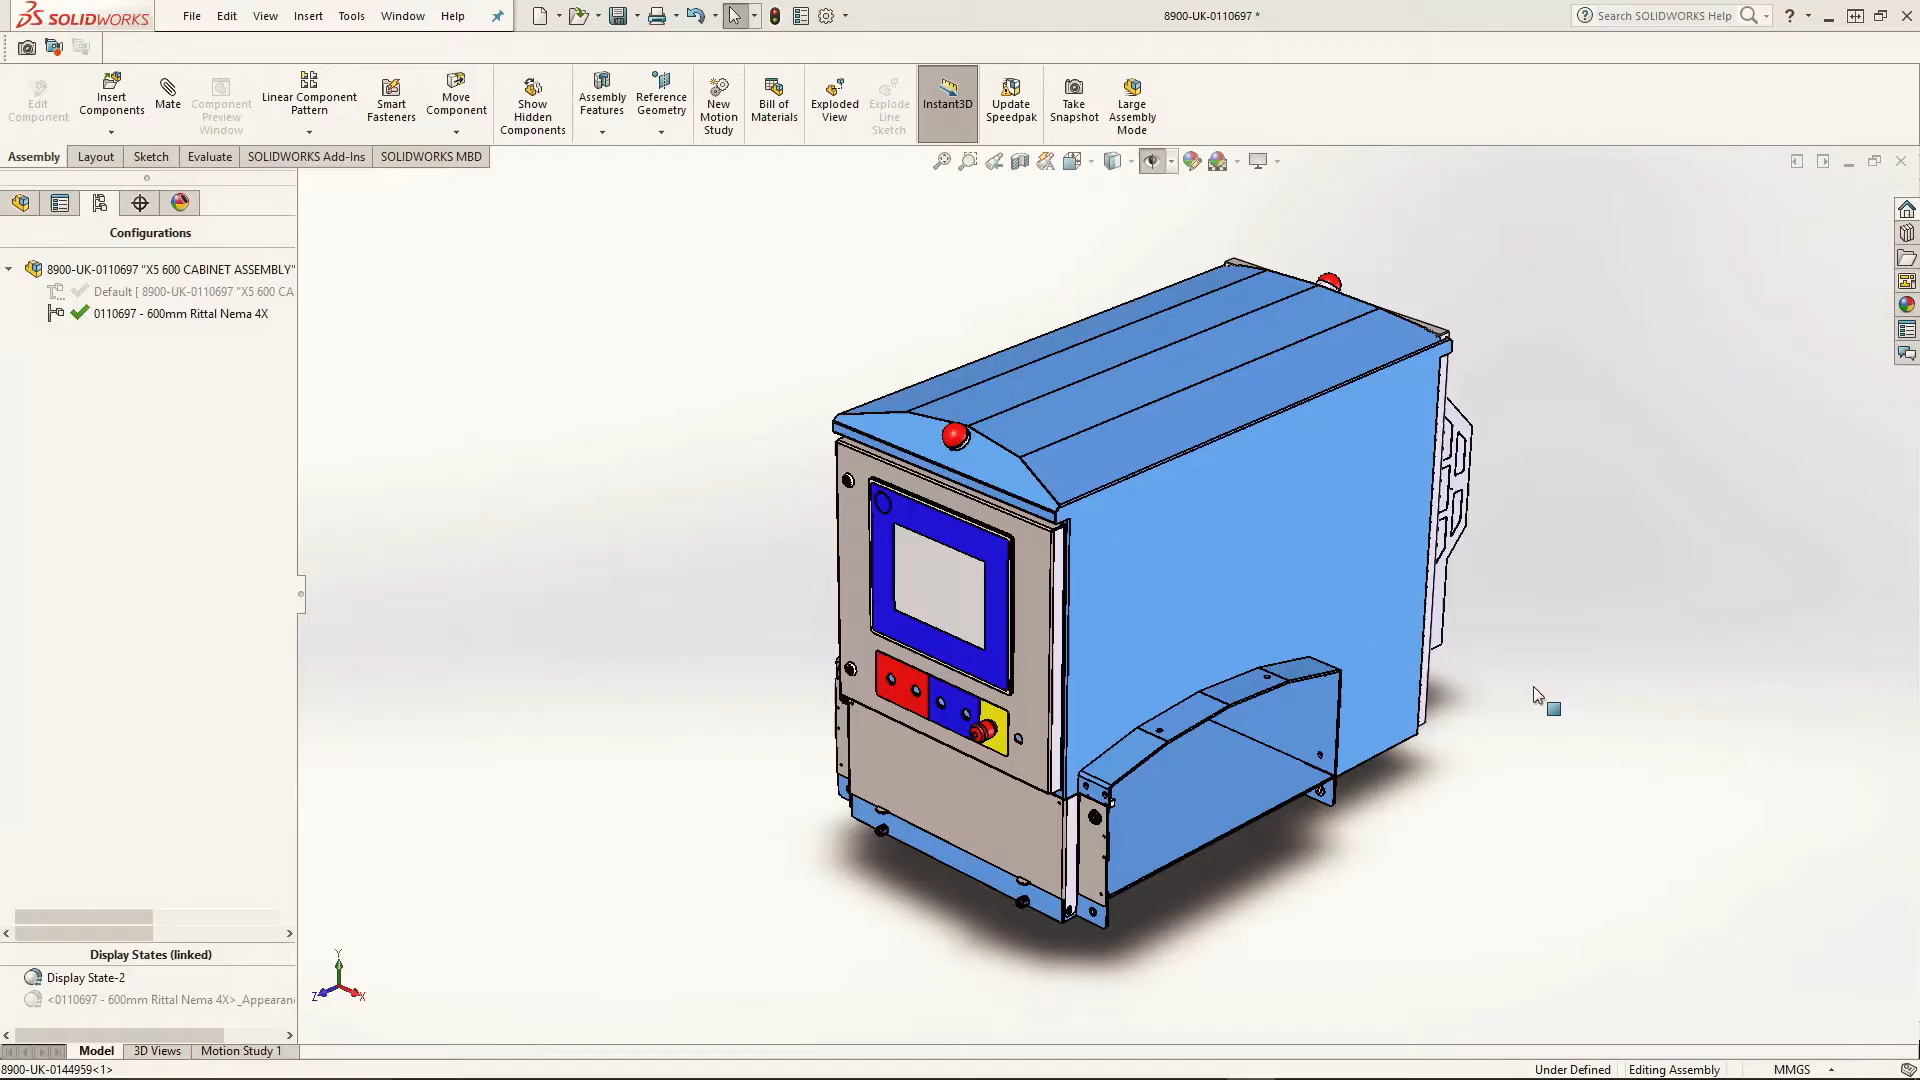 SOLIDWORKS
File Edit View Insert Tools Window Help
8900-UK-0110697 *
Search SOLIDWORKS Help
Edit Component
Insert Components
Mate
Component Preview Window
Linear Component Pattern
Smart Fasteners
Move Component
Show Hidden Components
Assembly Features
Reference Geometry
New Motion Study
Bill of Materials
Exploded View
Explode Line Sketch
Instant3D
Update Speedpak
Take Snapshot
Large Assembly Mode
Assembly Layout Sketch Evaluate SOLIDWORKS Add-Ins SOLIDWORKS MBD
Configurations
8900-UK-0110697 "X5 600 CABINET ASSEMBLY"
Default [ 8900-UK-0110697 "X5 600 CA
0110697 - 600mm Rittal Nema 4X
Display States (linked)
Display State-2
<0110697 - 600mm Rittal Nema 4X>_Appearan
Y
Z
X
Model 3D Views Motion Study 1
8900-UK-0144959<1>
Under Defined Editing Assembly MMGS